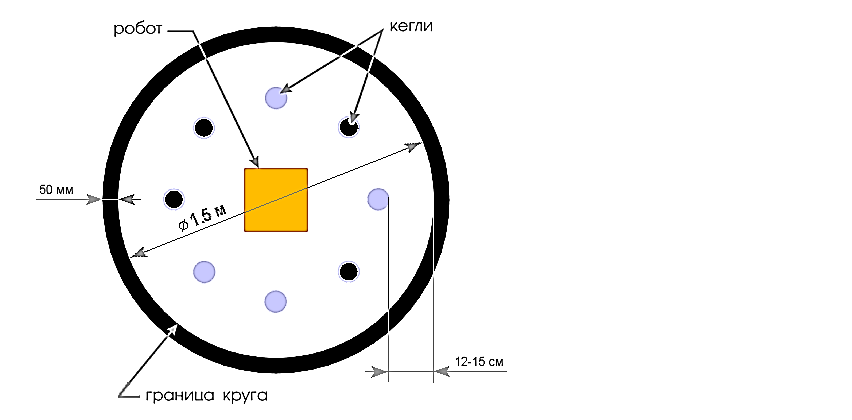 робот
кегли
50 мм
⌀1.5 м
12-15 см
граница круга